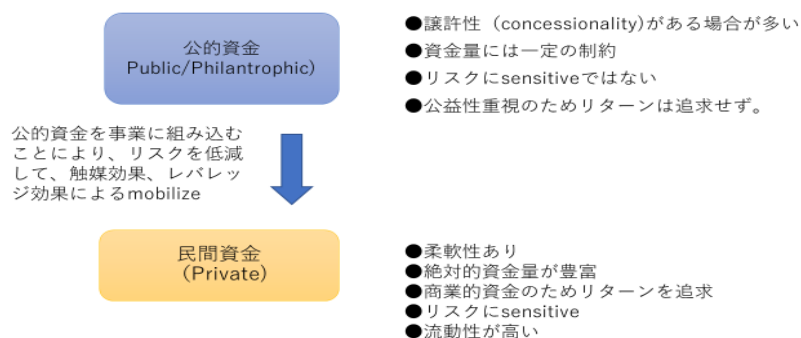 公的資金
Public/Philantrophic)
●譲許性（concessionality)がある場合が多い
●資金量には一定の制約
●リスクにsensitiveではない
●公益性重視のためリターンは追求せず。
公的資金を事業に組み込む
ことにより、リスクを低減
して、触媒効果、レバレッ
ジ効果によるmobilize
民間資金
（Private)
●柔軟性あり
●絶対的資金量が豊富
●商業的資金のためリターンを追求
●リスクにsensitive
●流動性が高い